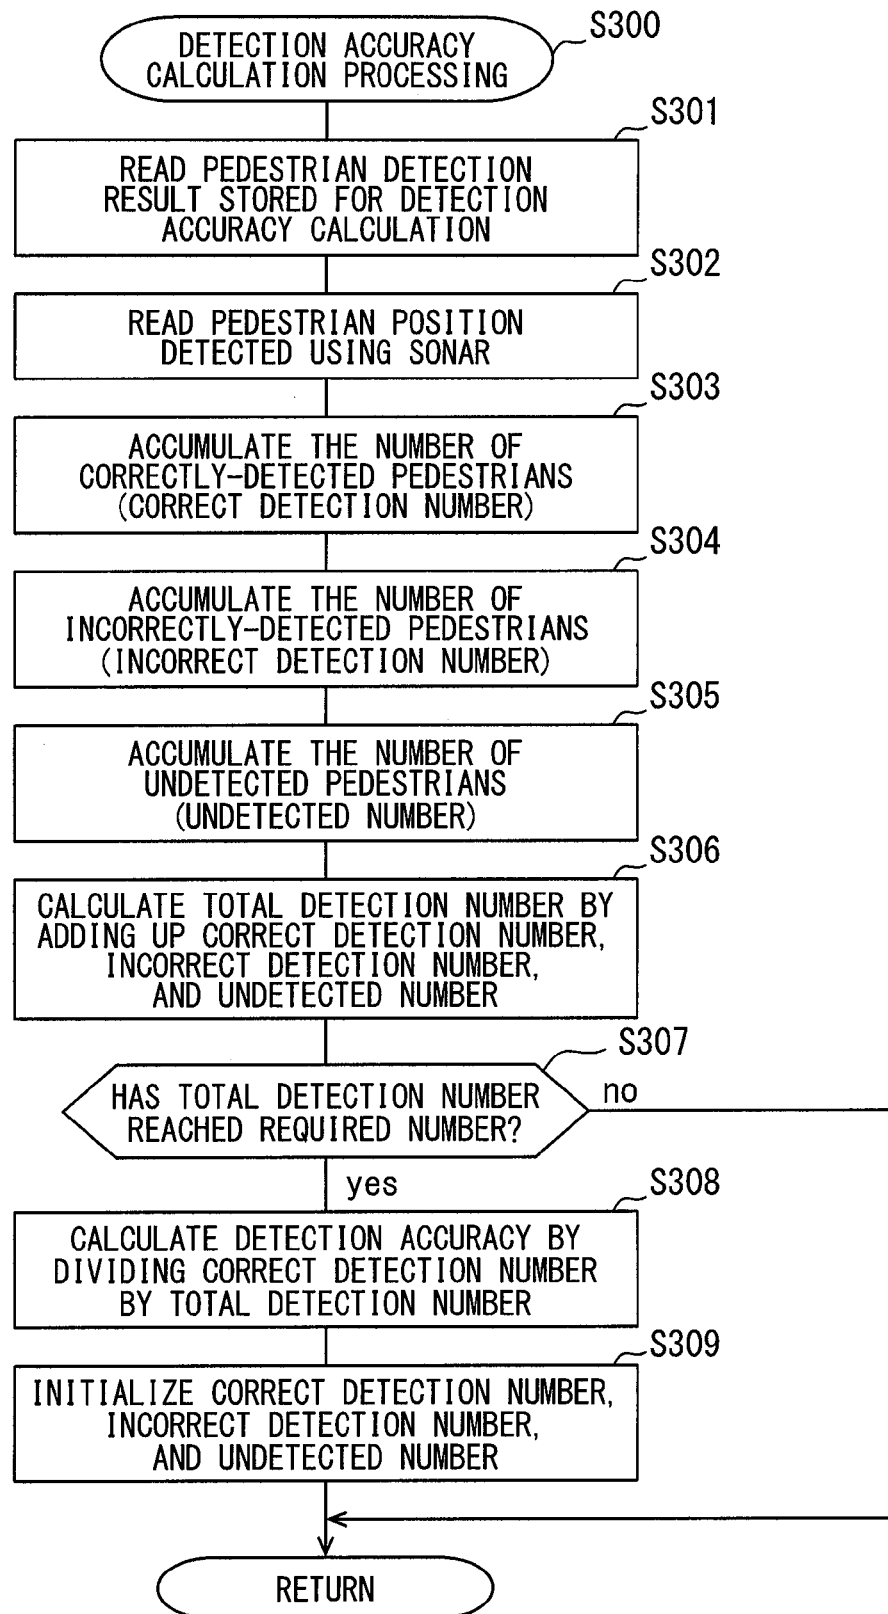 S300
DETECTION ACCURACY
CALCULATION PROCESSING
S301
READ PEDESTRIAN DETECTION
RESULT STORED FOR DETECTION
ACCURACY CALCULATION
S302
READ PEDESTRIAN POSITION
DETECTED USING SONAR
S303
ACCUMULATE THE NUMBER OF
CORRECTLY-DETECTED PEDESTRIANS
(CORRECT DETECTION NUMBER)
S304
ACCUMULATE THE NUMBER OF
INCORRECTLY-DETECTED PEDESTRIANS
(INCORRECT DETECTION NUMBER)
S305
ACCUMULATE THE NUMBER OF
UNDETECTED PEDESTRIANS
(UNDETECTED NUMBER)
S306
CALCULATE TOTAL DETECTION NUMBER BY
ADDING UP CORRECT DETECTION NUMBER,
INCORRECT DETECTION NUMBER,
AND UNDETECTED NUMBER
S307
HAS TOTAL DETECTION NUMBER
REACHED REQUIRED NUMBER?
no
yes
S308
CALCULATE DETECTION ACCURACY BY
DIVIDING CORRECT DETECTION NUMBER
BY TOTAL DETECTION NUMBER
S309
INITIALIZE CORRECT DETECTION NUMBER,
INCORRECT DETECTION NUMBER,
AND UNDETECTED NUMBER
RETURN